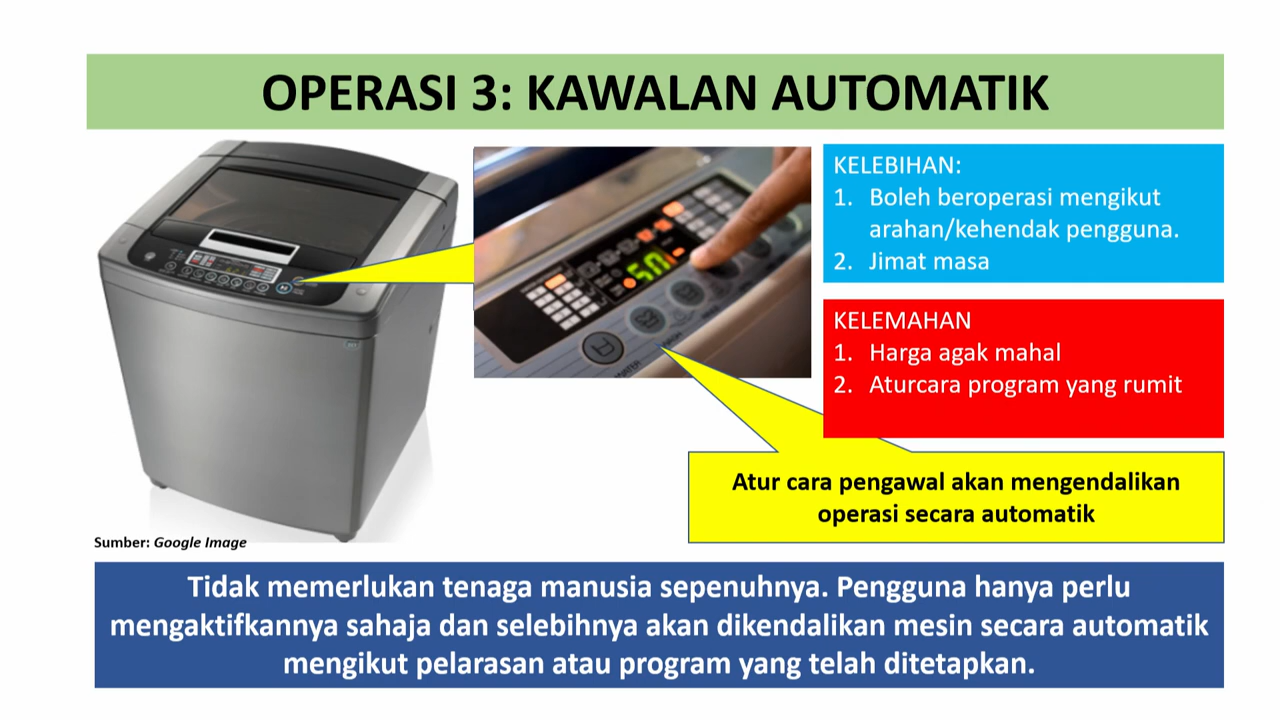 OPERASI 3: KAWALAN AUTOMATIK
KELEBIHAN:
1. Boleh beroperasi mengikut
arahan/kehendak pengguna.
2. Jimat masa
KELEMAHAN
1. Harga agak mahal
2. Aturcara program yang rumit
5.0
WATER
Atur cara pengawal akan mengendalikan
operasi secara automatik
Sumber: Google Image
Tidak memerlukan tenaga manusia sepenuhnya. Pengguna hanya perlu
mengaktifkannya sahaja dan selebihnya akan dikendalikan mesin secara automatik
mengikut pelarasan atau program yang telah ditetapkan.